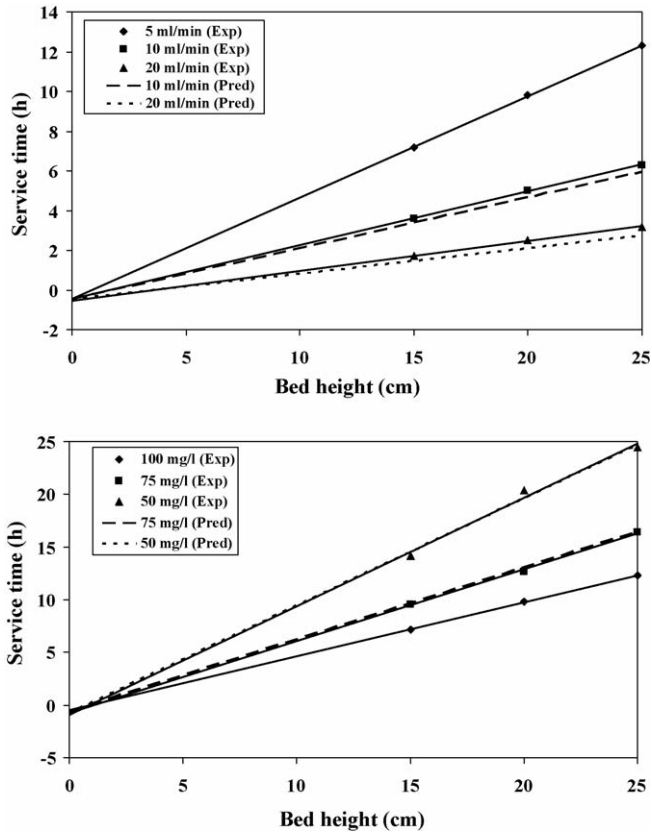 14
12
10
8
6
4
2
0
-2
Service time (h)
5 ml/min (Exp)
10 ml/min (Exp)
20 ml/min (Exp)
10 ml/min (Pred)
20 ml/min (Pred)
0 5 10 15 20 25
Bed height (cm)
25
20
15
10
5
0
-5
Service time (h)
100 mg/l (Exp)
75 mg/l (Exp)
50 mg/l (Exp)
75 mg/l (Pred)
50 mg/l (Pred)
0 5 10 15 20 25
Bed height (cm)